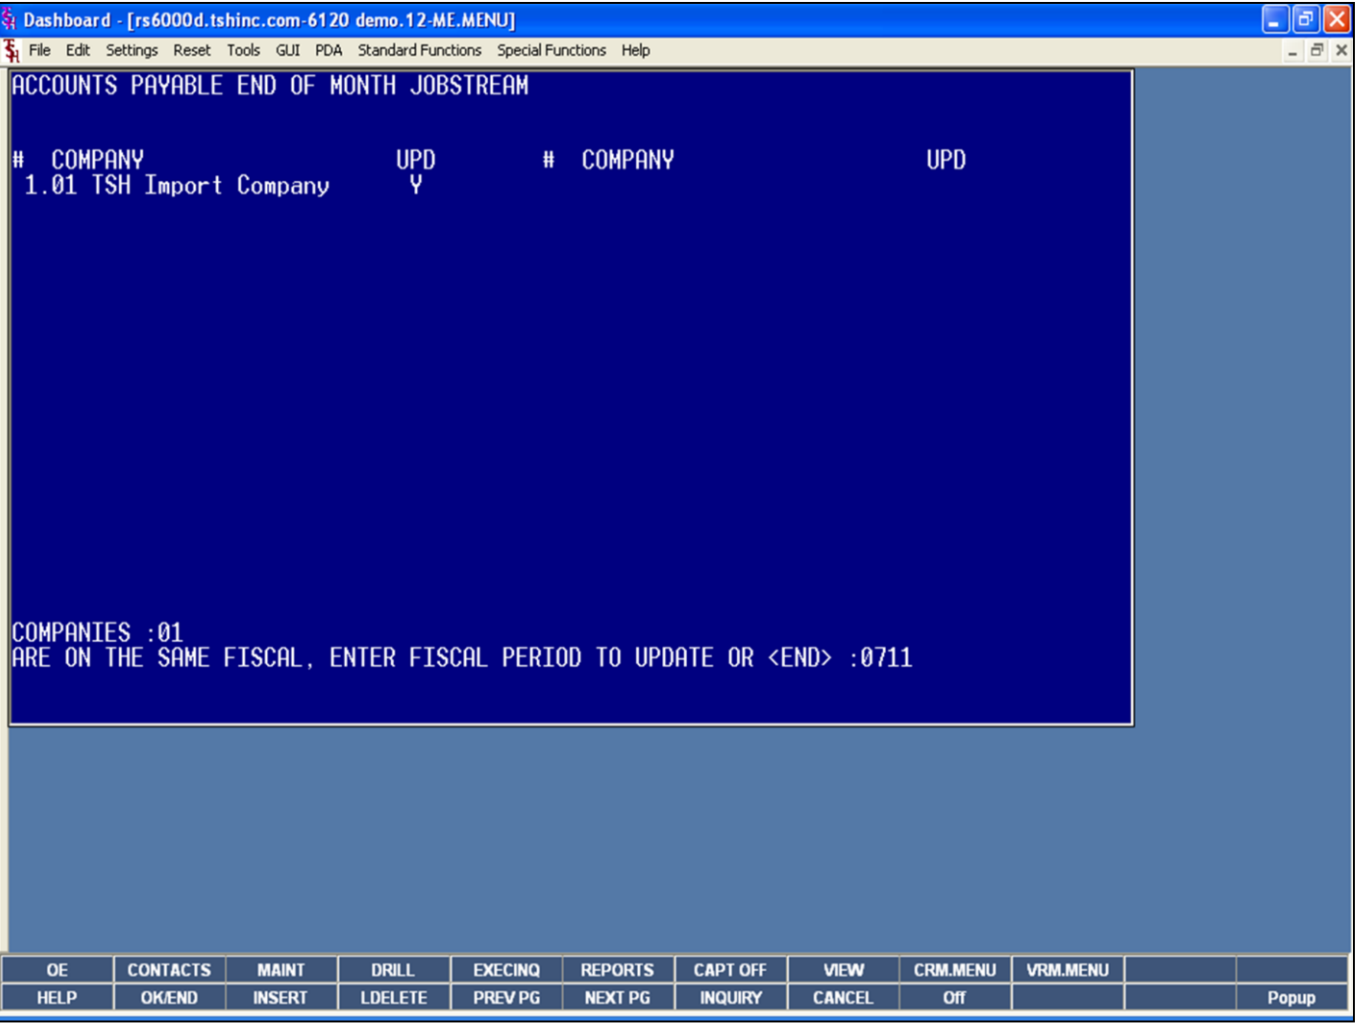 Dashboard - [rs6000d.tshinc.com-6120 demo.12-ME.MENU]
File Edit Settings Reset Tools GUI PDA Standard Functions Special Functions Help
ACCOUNTS PAYABLE END OF MONTH JOBSTREAM
# COMPANY UPD # COMPANY UPD
1.01 TSH Import Company Y
COMPANIES :01
ARE ON THE SAME FISCAL, ENTER FISCAL PERIOD TO UPDATE OR <END> :0711
OE CONTACTS MAINT DRILL EXECINQ REPORTS CAPT OFF VIEW CRM.MENU VRM.MENU
HELP OK/END INSERT LDELETE PREV PG NEXT PG INQUIRY CANCEL Off Popup